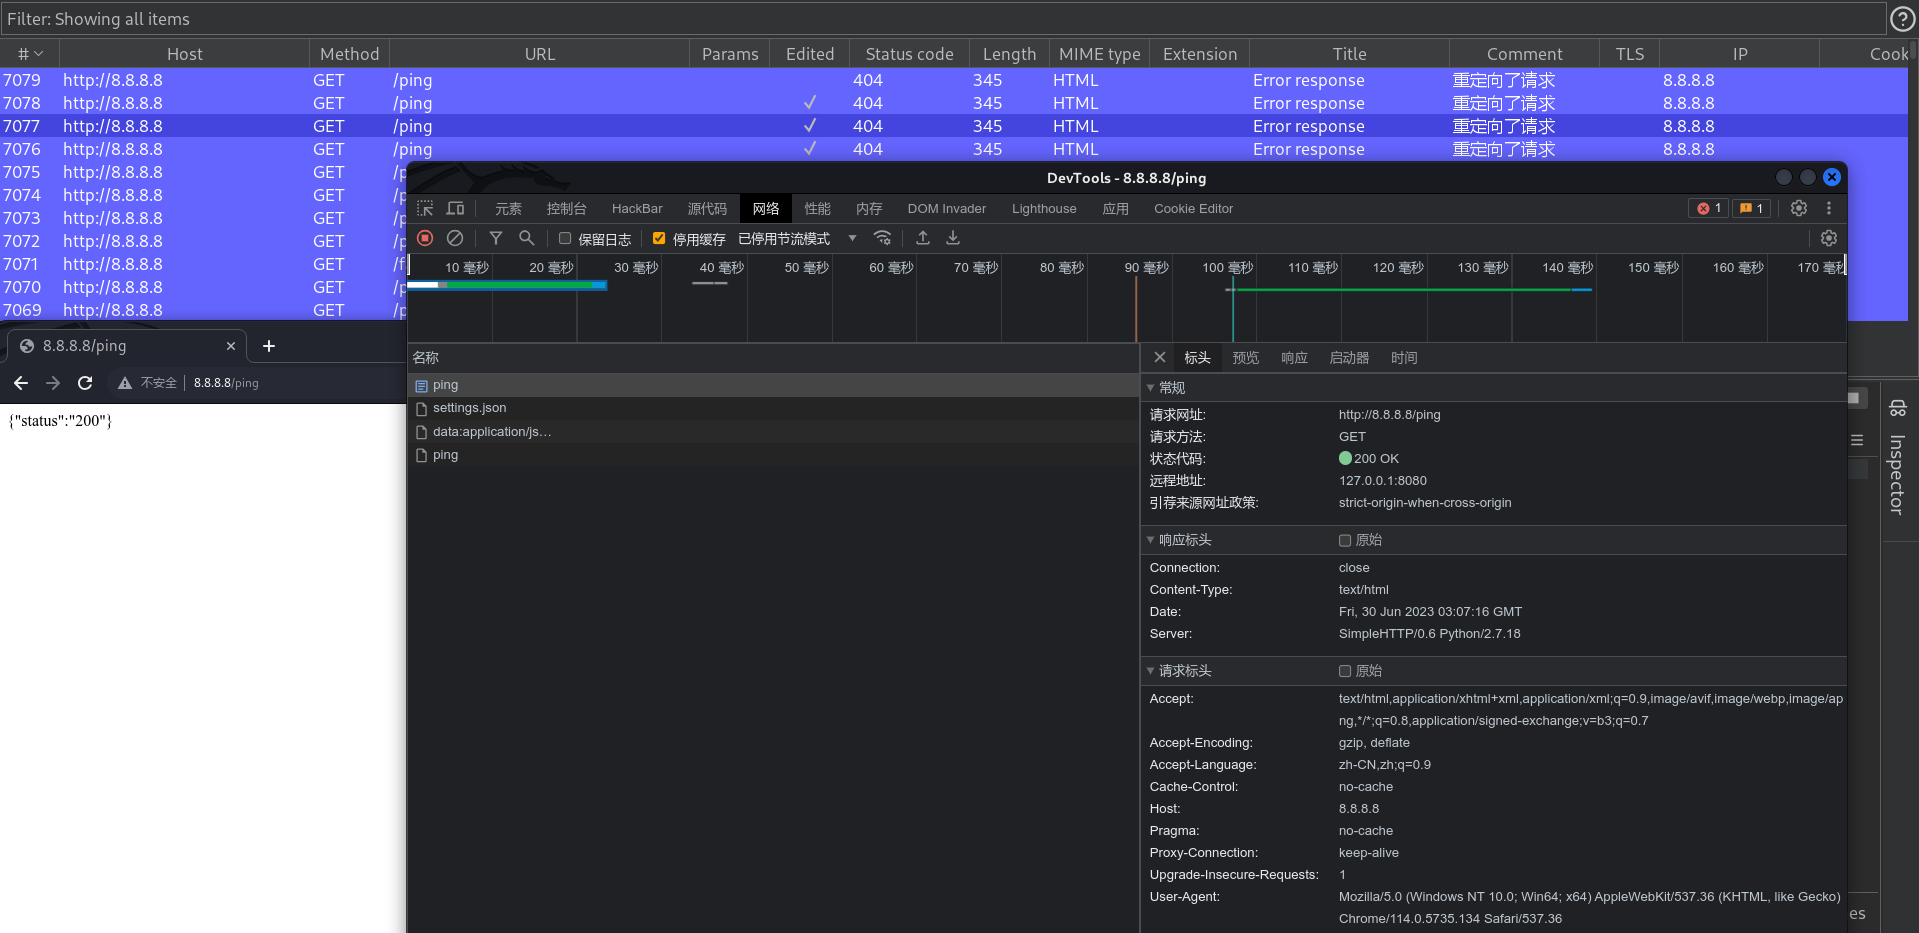 Filter: Showing all items
# Host Method URL Params Edited Status code Length MIME type Extension Title Comment TLS IP Cook
7079 http://8.8.8.8 GET /ping 404 345 HTML Error response 重定向了请求 8.8.8.8
7078 http://8.8.8.8 GET /ping ✓ 404 345 HTML Error response 重定向了请求 8.8.8.8
7077 http://8.8.8.8 GET /ping ✓ 404 345 HTML Error response 重定向了请求 8.8.8.8
7076 http://8.8.8.8 GET /ping ✓ 404 345 HTML Error response 重定向了请求 8.8.8.8
7075 http://8.8.8.8 GET /p
7074 http://8.8.8.8 GET /p
7073 http://8.8.8.8 GET /p
7072 http://8.8.8.8 GET /p
7071 http://8.8.8.8 GET /f
7070 http://8.8.8.8 GET /p
7069 http://8.8.8.8 GET /p
8.8.8.8/ping
不安全 8.8.8.8/ping
{"status":"200"}
DevTools - 8.8.8.8/ping
元素 控制台 HackBar 源代码 网络 性能 内存 DOM Invader Lighthouse 应用 Cookie Editor 1 1
保留日志 停用缓存 已停用节流模式
10 毫秒 20 毫秒 30 毫秒 40 毫秒 50 毫秒 60 毫秒 70 毫秒 80 毫秒 90 毫秒 100 毫秒 110 毫秒 120 毫秒 130 毫秒 140 毫秒 150 毫秒 160 毫秒 170 毫秒
名称
ping
settings.json
data:application/js…
ping
标头 预览 响应 启动器 时间
常规
请求网址: http://8.8.8.8/ping
请求方法: GET
状态代码: 200 OK
远程地址: 127.0.0.1:8080
引荐来源网址政策: strict-origin-when-cross-origin
响应标头 原始
Connection: close
Content-Type: text/html
Date: Fri, 30 Jun 2023 03:07:16 GMT
Server: SimpleHTTP/0.6 Python/2.7.18
请求标头 原始
Accept: text/html,application/xhtml+xml,application/xml;q=0.9,image/avif,image/webp,image/ap
ng,*/*;q=0.8,application/signed-exchange;v=b3;q=0.7
Accept-Encoding: gzip, deflate
Accept-Language: zh-CN,zh;q=0.9
Cache-Control: no-cache
Host: 8.8.8.8
Pragma: no-cache
Proxy-Connection: keep-alive
Upgrade-Insecure-Requests: 1
User-Agent: Mozilla/5.0 (Windows NT 10.0; Win64; x64) AppleWebKit/537.36 (KHTML, like Gecko)
Chrome/114.0.5735.134 Safari/537.36
Inspector
es